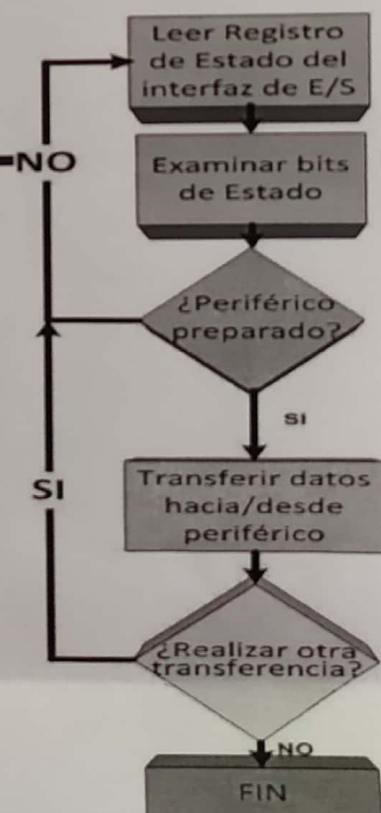 Leer Registro
de Estado del
interfaz de E/S
NO
Examinar bits
de Estado
¿Periférico
preparado?
SI
Transferir datos
hacia/desde
periférico
SI
¿Realizar otra
transferencia?
NO
FIN